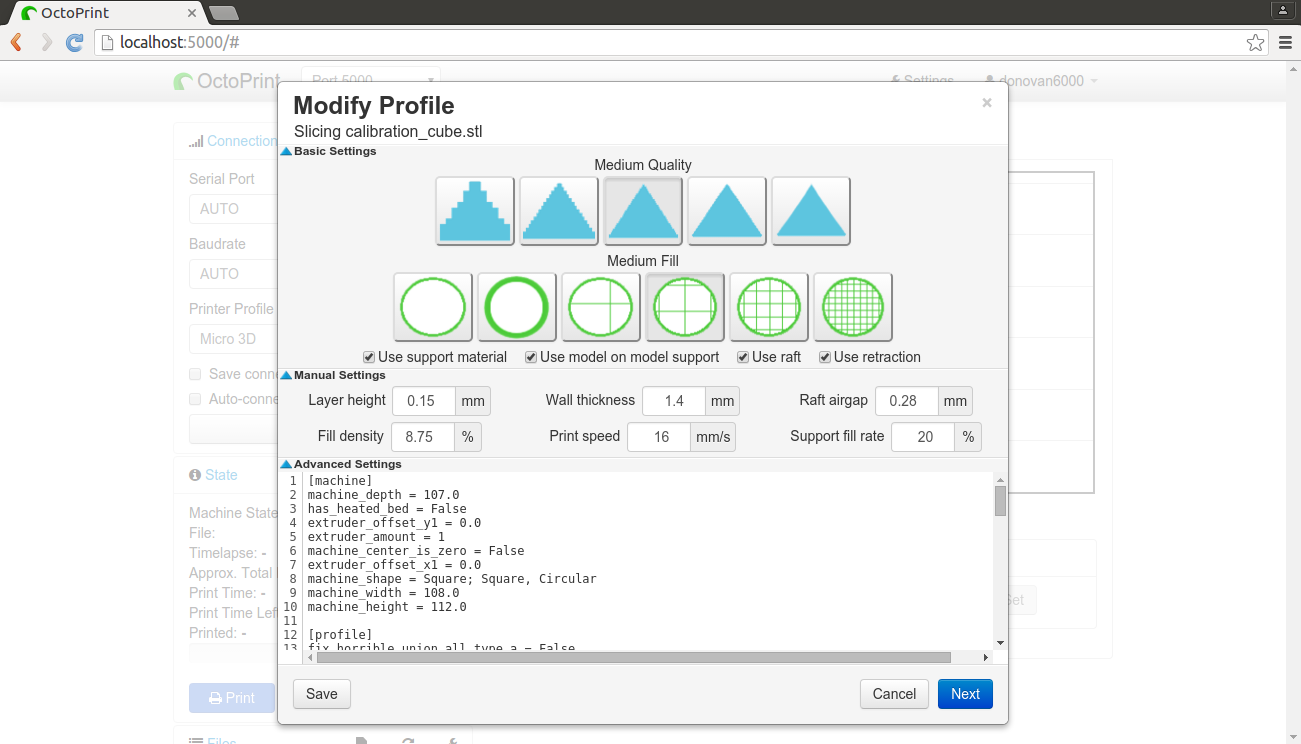 OctoPrint
localhost:5000/#
OctoPrint Port 5000 Settings donovan6000
Modify Profile
Slicing calibration_cube.stl
Basic Settings
Medium Quality
Medium Fill
Use support material Use model on model support Use raft Use retraction
Manual Settings
Layer height 0.15 mm Wall thickness 1.4 mm Raft airgap 0.28 mm
Fill density 8.75 % Print speed 16 mm/s Support fill rate 20 %
Advanced Settings
1 [machine]
2 machine_depth = 107.0
3 has_heated_bed = False
4 extruder_offset_y1 = 0.0
5 extruder_amount = 1
6 machine_center_is_zero = False
7 extruder_offset_x1 = 0.0
8 machine_shape = Square; Square, Circular
9 machine_width = 108.0
10 machine_height = 112.0
11
12 [profile]
13 fix_horrible_union_all_type_a = False
Save Cancel Next
Connection
Serial Port
AUTO
Baudrate
AUTO
Printer Profile
Micro 3D
Save conne
Auto-conne
State
Machine State
File:
Timelapse: -
Approx. Total
Print Time: -
Print Time Left
Printed: -
Print
Files
Set